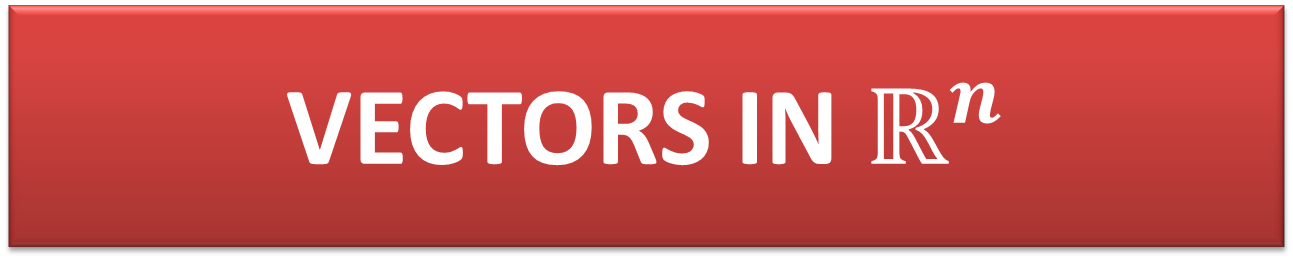 VECTORS IN ℝⁿ